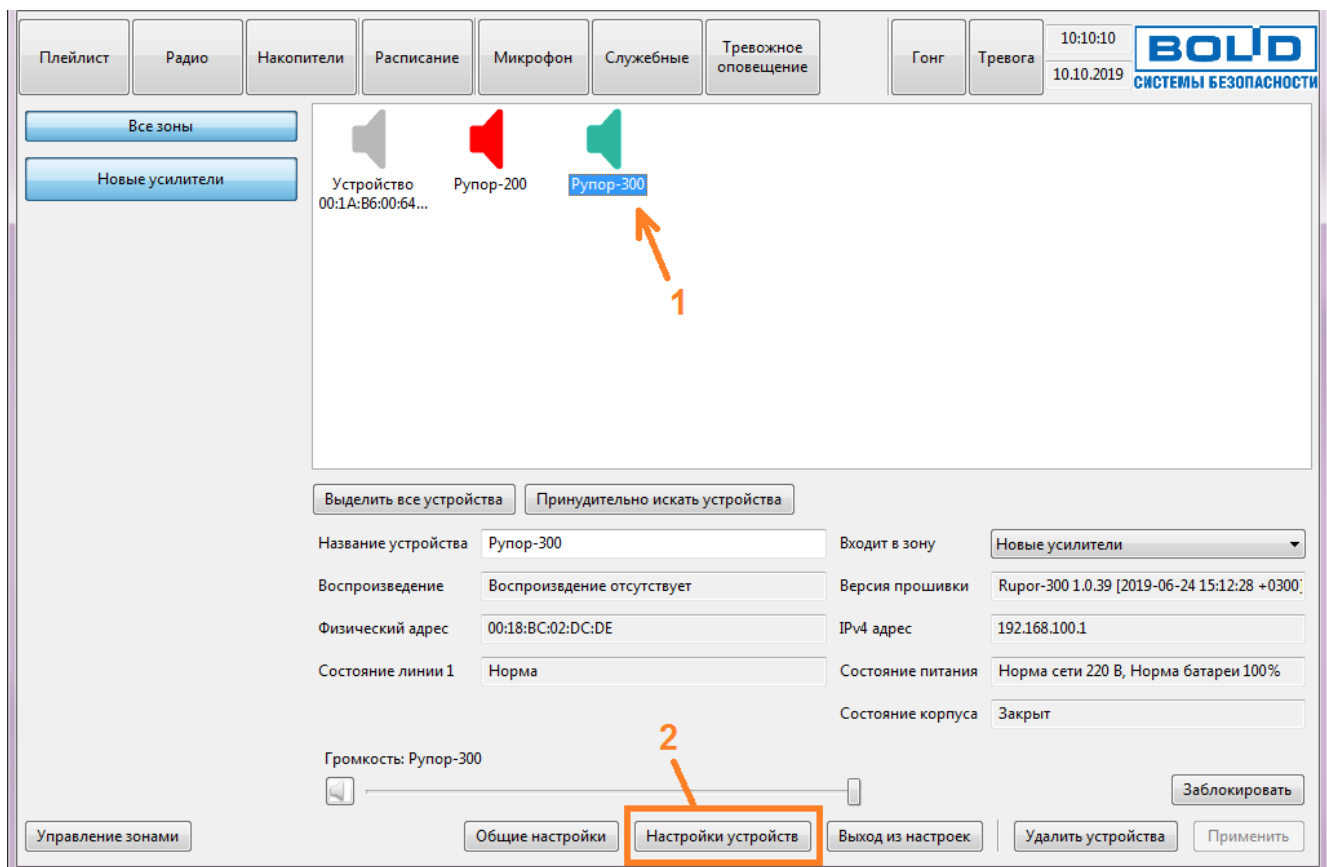 Плейлист
Радио
Накопители
Расписание
Микрофон
Служебные
Тревожное
оповещение
Гонг
Тревога
10:10:10
10.10.2019
BOLID
СИСТЕМЫ БЕЗОПАСНОСТИ
Все зоны
Новые усилители
Устройство
00:1A:B6:00:64...
Рупор-200
Рупор-300
1
Выделить все устройства
Принудительно искать устройства
Название устройства
Рупор-300
Входит в зону
Новые усилители
Воспроизведение
Воспроизвдение отсутствует
Версия прошивки
Rupor-300 1.0.39 [2019-06-24 15:12:28 +0300]
Физический адрес
00:18:BC:02:DC:DE
IPv4 адрес
192.168.100.1
Состояние линии 1
Норма
Состояние питания
Норма сети 220 В, Норма батареи 100%
Состояние корпуса
Закрыт
2
Громкость: Рупор-300
Заблокировать
Управление зонами
Общие настройки
Настройки устройств
Выход из настроек
Удалить устройства
Применить